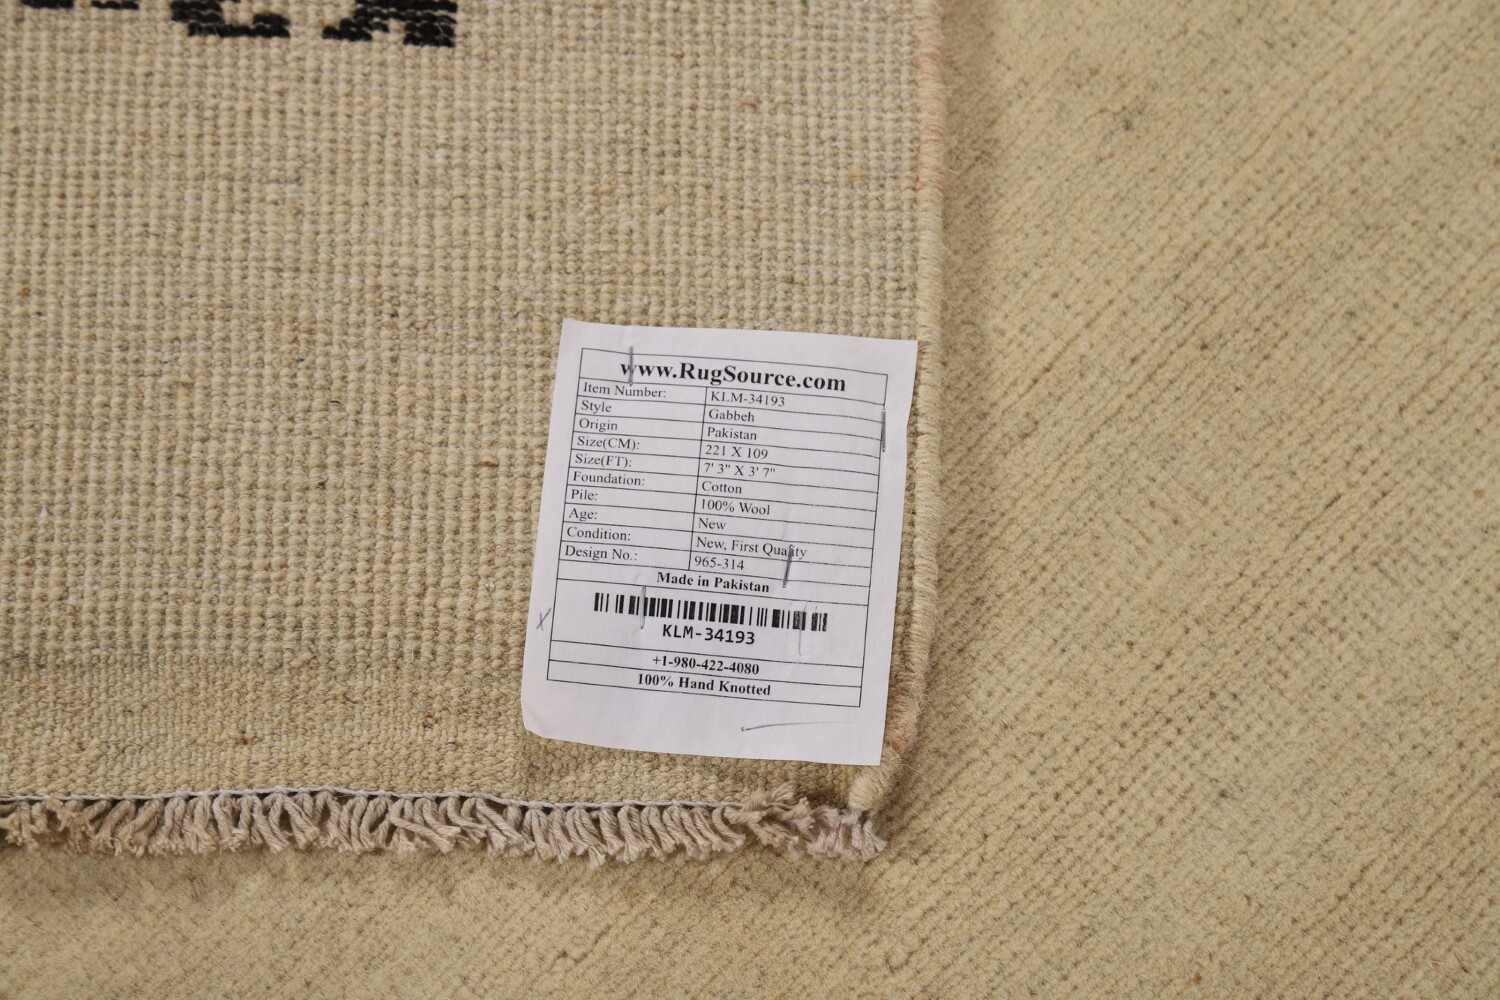 www.RugSource.com
Item Number: KLM-34193
Style Gabbeh
Origin Pakistan
Size(CM): 221 X 109
Size(FT): 7' 3" X 3' 7"
Foundation: Cotton
Pile: 100% Wool
Age: New
Condition: New, First Quality
Design No.: 965-314
Made in Pakistan
KLM-34193
+1-980-422-4080
100% Hand Knotted